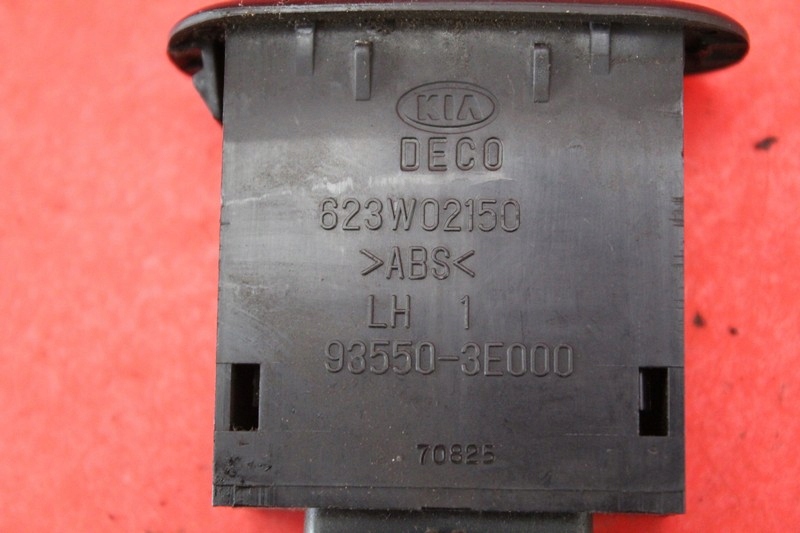 KIA
DECO
623W02150
>ABS<
LH 1
93550-3E000
70825